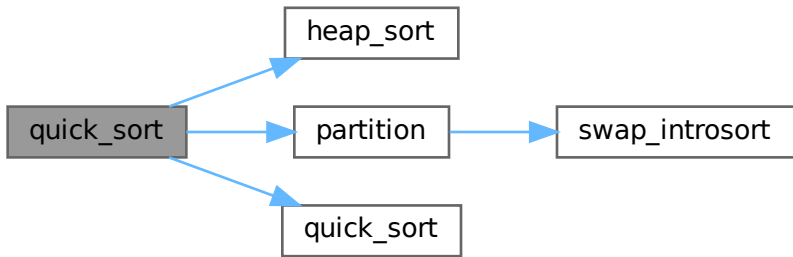 heap_sort
quick_sort
partition
swap_introsort
quick_sort